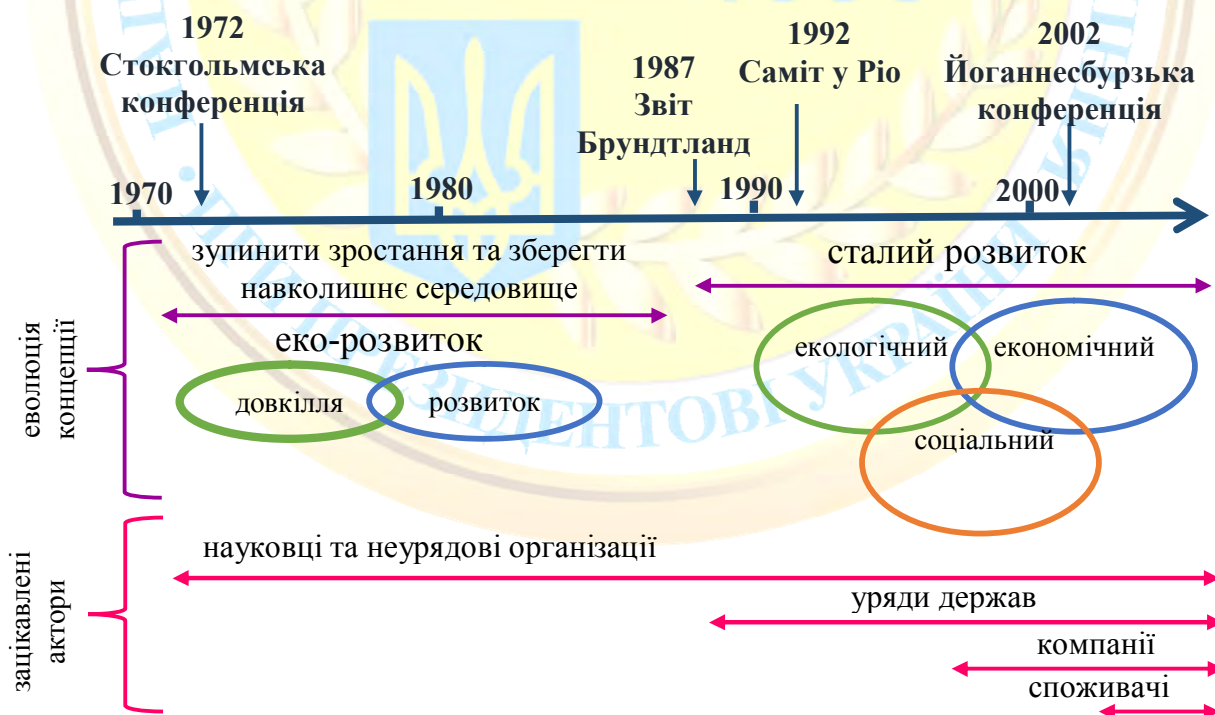 1972
Стокгольмська
конференція
1987
Звіт
Брундтланд
1992
Саміт у Ріо
2002
Йоганнесбурзька
конференція
1970
1980
1990
2000
еволюція
концепції
зупинити зростання та зберегти
навколишнє середовище
еко-розвиток
довкілля
розвиток
сталий розвиток
екологічний
економічний
соціальний
зацікавлені
актори
науковці та неурядові організації
уряди держав
компанії
споживачі
ПРЕЗИДЕНТОВІ УКРАЇНИ